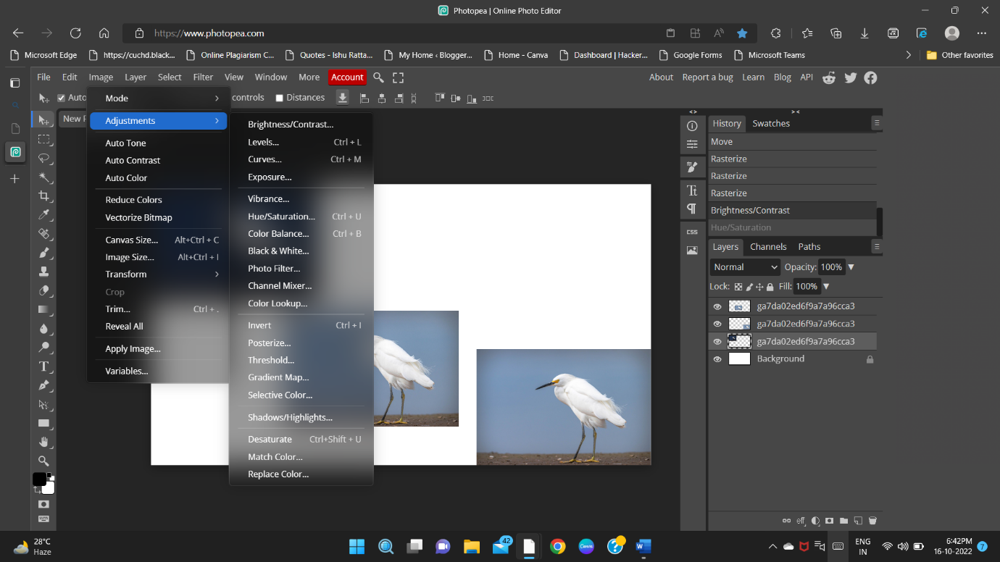 Photopea | Online Photo Editor
https://www.photopea.com
Microsoft Edge
https://cuchd.black...
Online Plagiarism C...
Quotes - Ishu Ratta...
My Home ‹ Blogger...
Home - Canva
Dashboard | Hacker...
Google Forms
Microsoft Teams
Other favorites
File Edit Image Layer Select Filter View Window More Account
About Report a bug Learn Blog API
Auto
controls
Distances
New P
Mode
Adjustments
Auto Tone
Auto Contrast
Auto Color
Reduce Colors
Vectorize Bitmap
Canvas Size... Alt+Ctrl + C
Image Size... Alt+Ctrl + I
Transform
Crop
Trim... Ctrl + .
Reveal All
Apply Image...
Variables...
Brightness/Contrast...
Levels... Ctrl + L
Curves... Ctrl + M
Exposure...
Vibrance...
Hue/Saturation... Ctrl + U
Color Balance... Ctrl + B
Black & White...
Photo Filter...
Channel Mixer...
Color Lookup...
Invert Ctrl + I
Posterize...
Threshold...
Gradient Map...
Selective Color...
Shadows/Highlights...
Desaturate Ctrl+Shift + U
Match Color...
Replace Color...
< >
> <
CSS
History Swatches
Move
Rasterize
Rasterize
Rasterize
Brightness/Contrast
Hue/Saturation
Layers Channels Paths
Normal Opacity: 100%
Lock: Fill: 100%
ga7da02ed6f9a7a96cca3
ga7da02ed6f9a7a96cca3
ga7da02ed6f9a7a96cca3
Background
eff
28°C
Haze
42
Canva
ENG
IN
6:42PM
16-10-2022
7